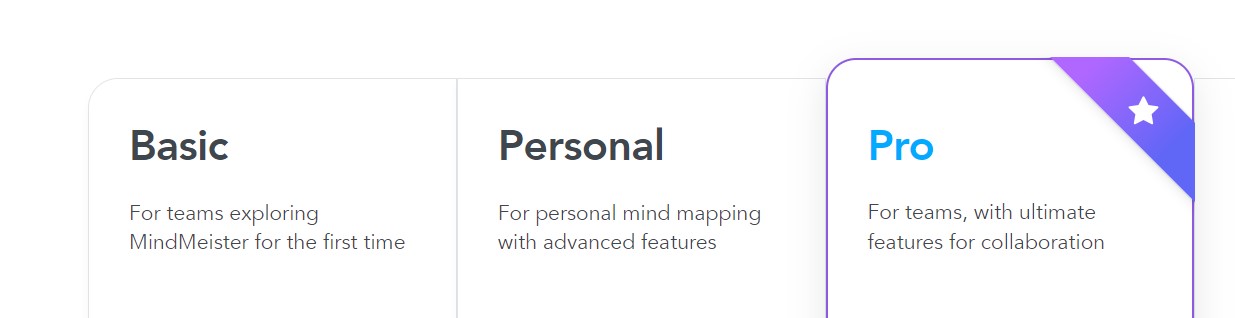 Basic
For teams exploring
MindMeister for the first time
Personal
For personal mind mapping
with advanced features
Pro
For teams, with ultimate
features for collaboration